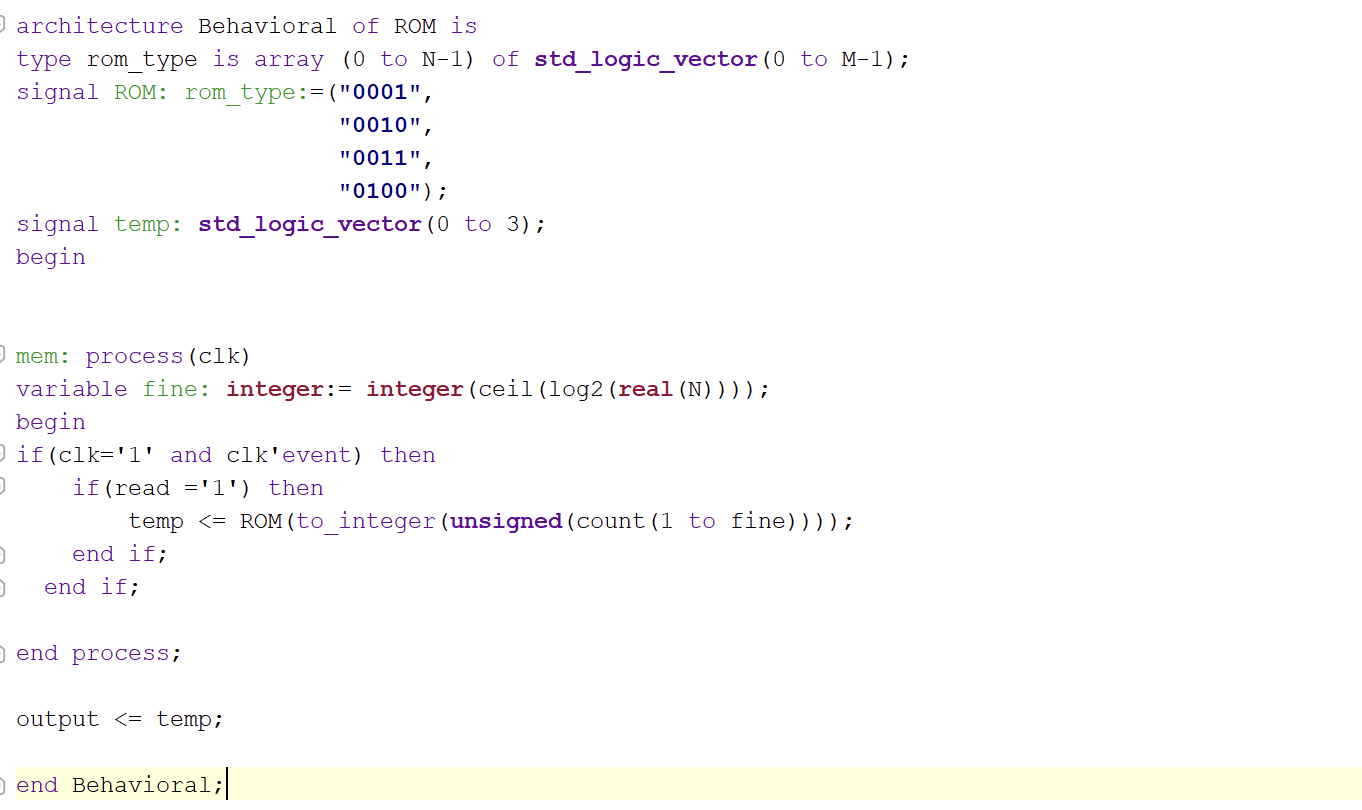 architecture Behavioral of ROM is
type rom_type is array (0 to N-1) of std_logic_vector(0 to M-1);
signal ROM: rom_type:=("0001",
"0010",
"0011",
"0100");
signal temp: std_logic_vector(0 to 3);
begin
mem: process(clk)
variable fine: integer:= integer(ceil(log2(real(N))));
begin
if(clk='1' and clk'event) then
if(read ='1') then
temp <= ROM(to_integer(unsigned(count(1 to fine))));
end if;
end if;
end process;
output <= temp;
end Behavioral;